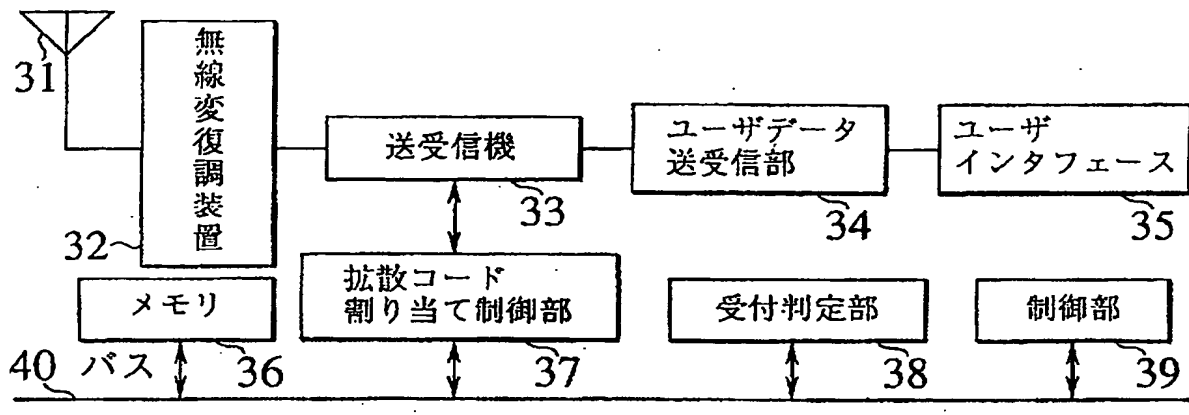 31
無線変復調装置
32
送受信機
33
ユーザデータ
送受信部
34
ユーザ
インタフェース
35
メモリ
36
拡散コード
割り当て制御部
37
受付判定部
38
制御部
39
40 バス